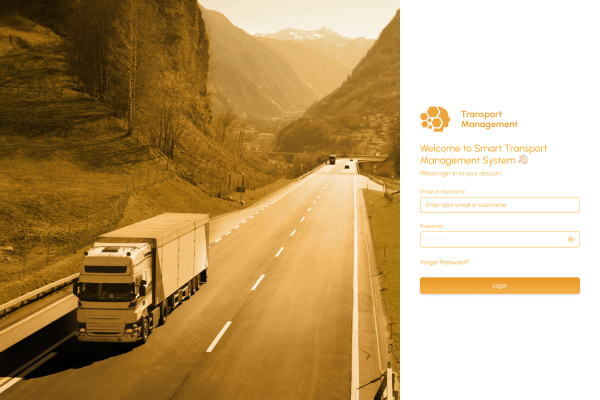 Transport
Management
Welcome to Smart Transport
Management System 👋🏻
Please sign-in to your account
Email or Username
Enter your email or username
Password
Forgot Password?
Login